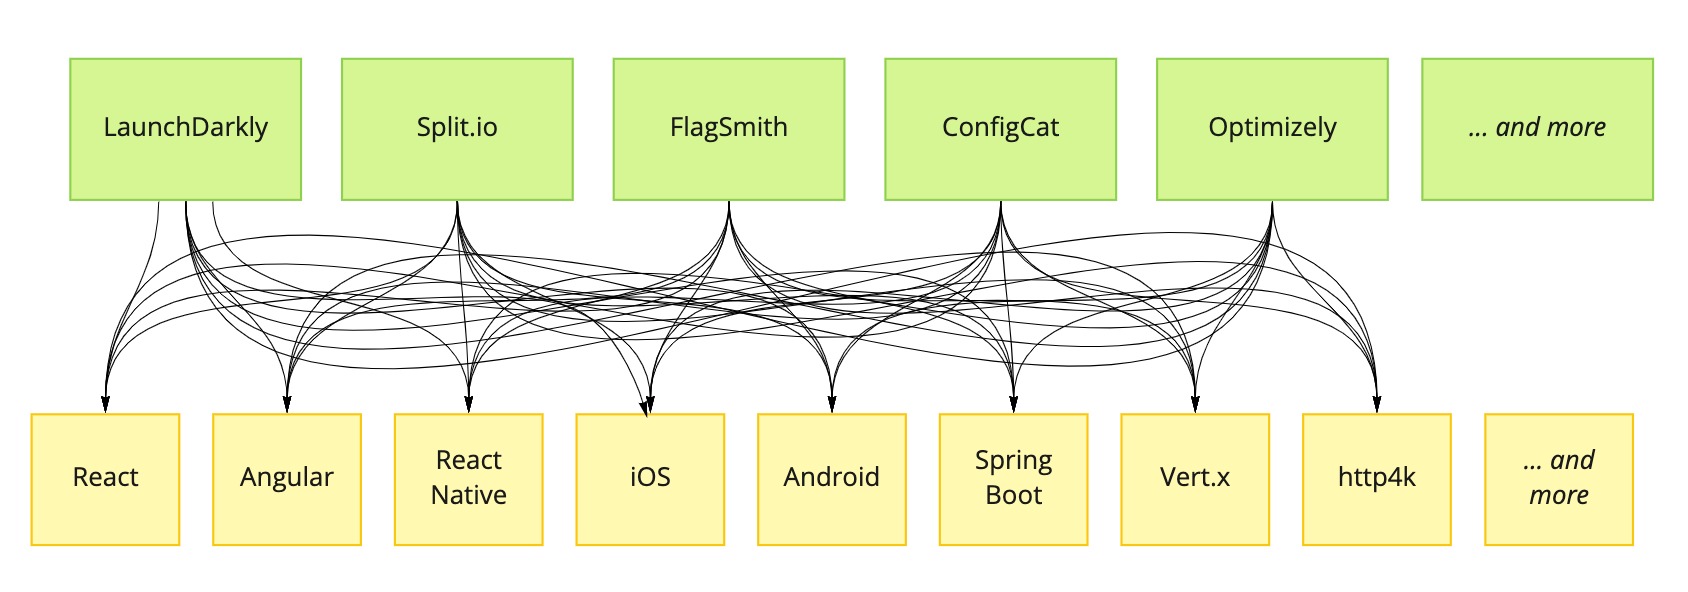 LaunchDarkly
Split.io
FlagSmith
ConfigCat
Optimizely
... and more
React
Angular
React
Native
iOS
Android
Spring
Boot
Vert.x
http4k
... and
more